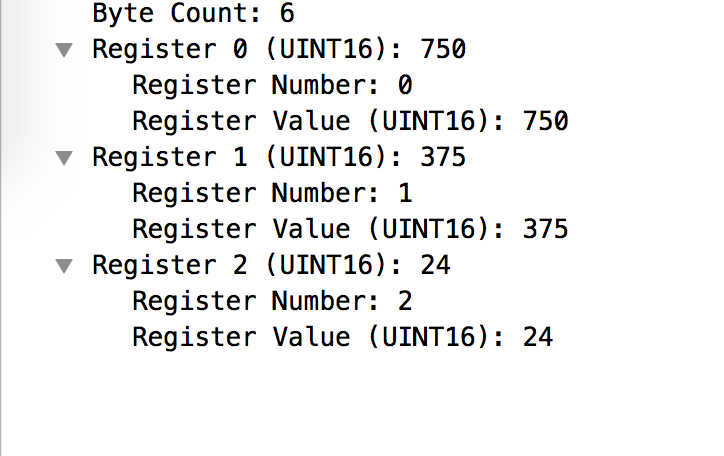 Byte Count: 6
Register 0 (UINT16): 750
Register Number: 0
Register Value (UINT16): 750
Register 1 (UINT16): 375
Register Number: 1
Register Value (UINT16): 375
Register 2 (UINT16): 24
Register Number: 2
Register Value (UINT16): 24